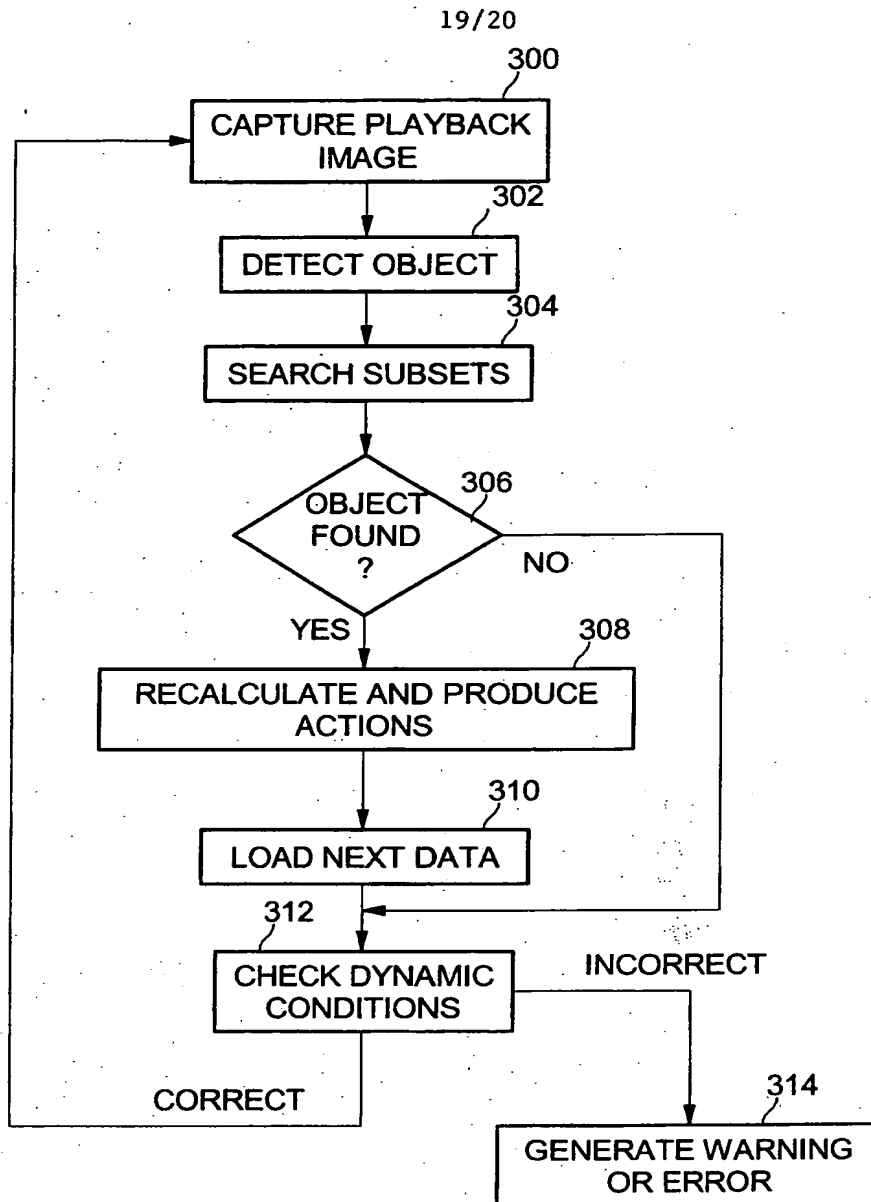 19/20
300
CAPTURE PLAYBACK
IMAGE
302
DETECT OBJECT
304
SEARCH SUBSETS
306
OBJECT
FOUND
?
NO
YES
308
RECALCULATE AND PRODUCE
ACTIONS
310
LOAD NEXT DATA
312
CHECK DYNAMIC
CONDITIONS
INCORRECT
CORRECT
314
GENERATE WARNING
OR ERROR